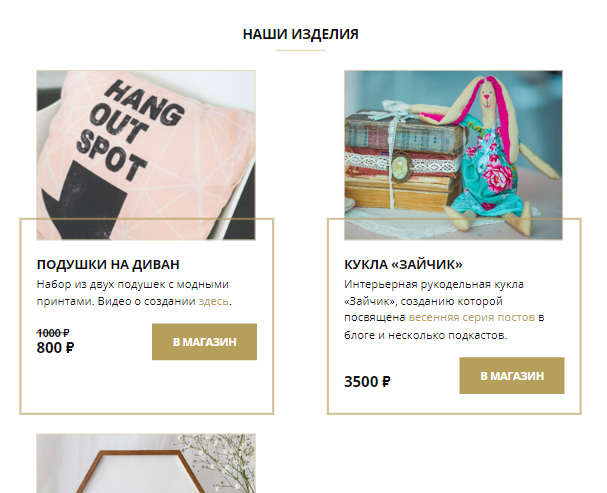 НАШИ ИЗДЕЛИЯ
HANG
OUT
SPOT
ПОДУШКИ НА ДИВАН
Набор из двух подушек с модными
принтами. Видео о создании здесь.
1000 ₽
800 ₽
В МАГАЗИН
КУКЛА «ЗАЙЧИК»
Интерьерная рукодельная кукла
«Зайчик», созданию которой
посвящена весенняя серия постов в
блоге и несколько подкастов.
3500 ₽
В МАГАЗИН